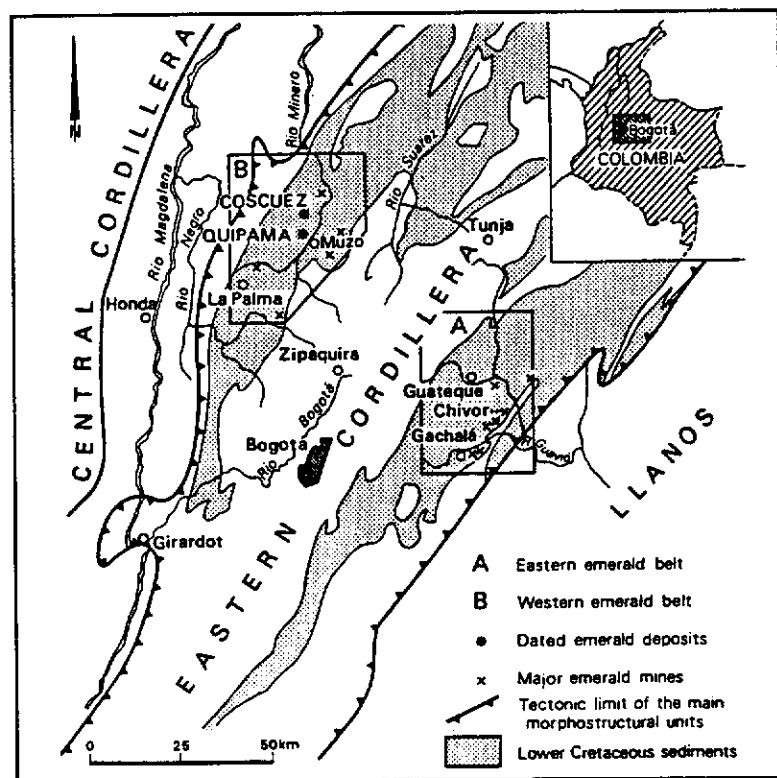 CENTRAL CORDILLERA
N
Rio Magdalena
Rio Minero
B
COSCUEZ
Rio Negro
QUIPAMA
Muzo
Rio Suarez
Tunja
Bogotá
COLOMBIA
La Palma
Honda
A
Zipaquira
Guateque
Chivor
Gachalá
Guavio
Rio Bogotá
Bogotá
EASTERN CORDILLERA
LLANOS
Girardot
A Eastern emerald belt
B Western emerald belt
Dated emerald deposits
x Major emerald mines
Tectonic limit of the main
morphostructural units
Lower Cretaceous sediments
0 25 50km